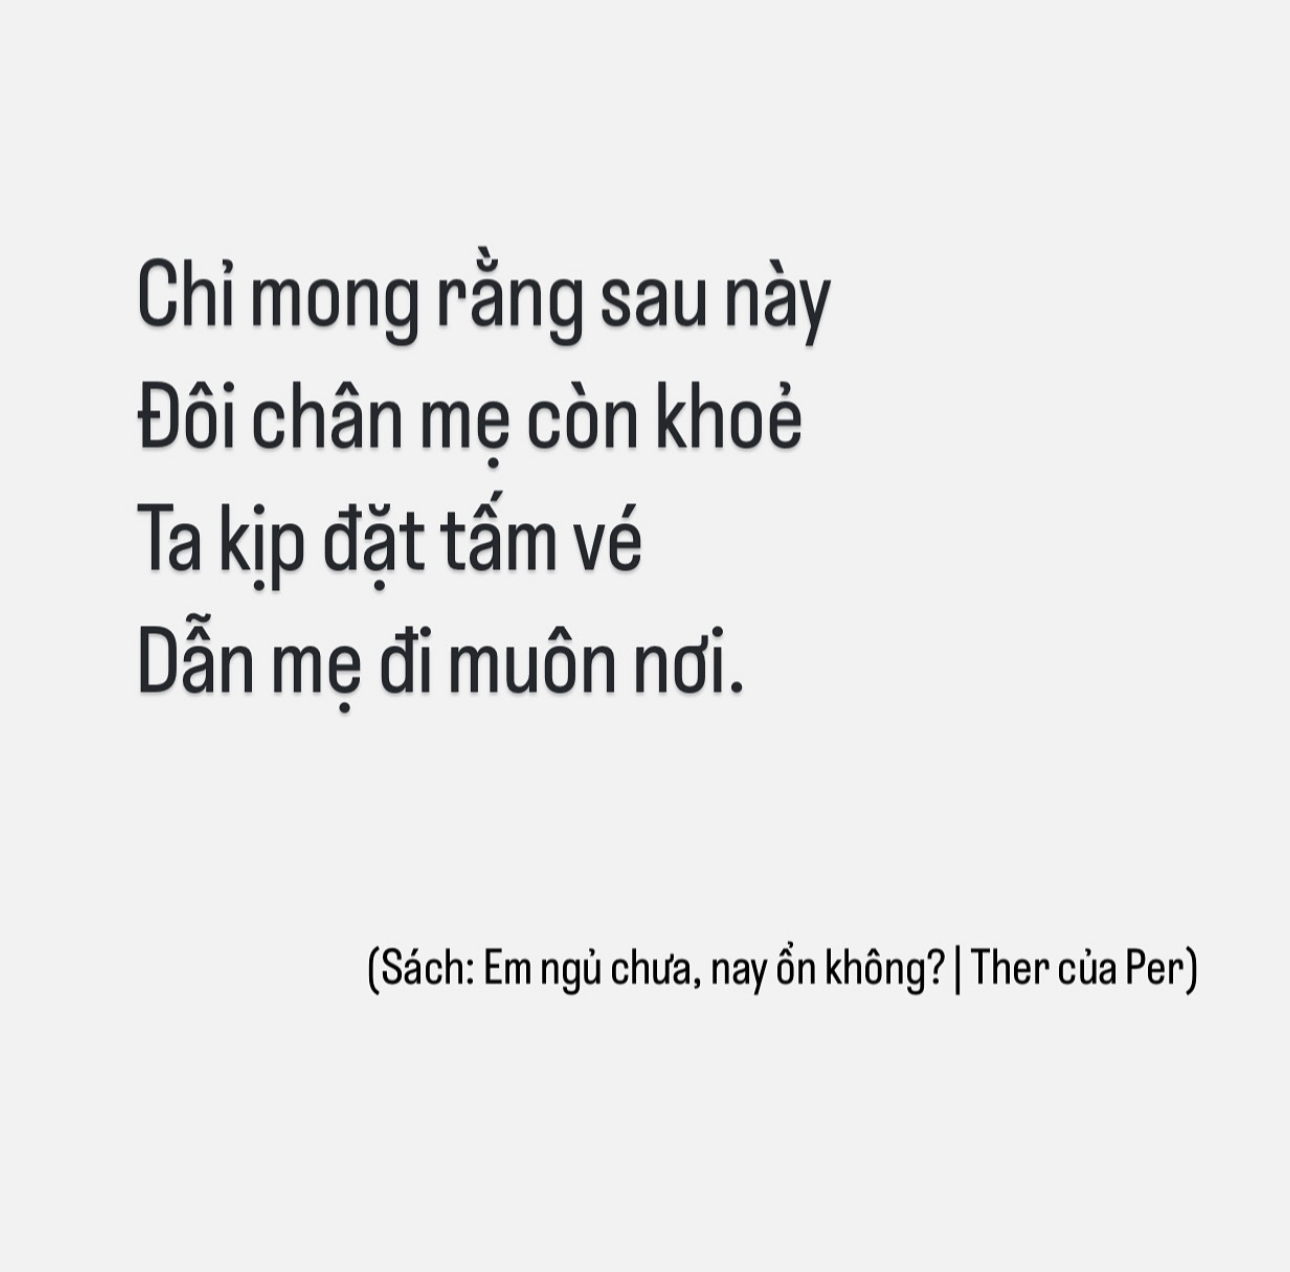 Chỉ mong rằng sau này
Đôi chân mẹ còn khoẻ
Ta kịp đặt tấm vé
Dẫn mẹ đi muôn nơi.
(Sách: Em ngủ chưa, nay ổn không? | Ther của Per)